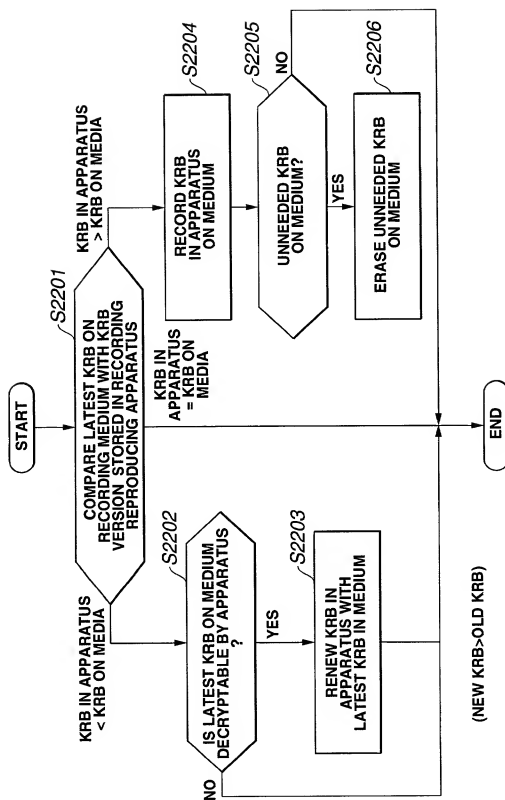 START
S2201
COMPARE LATEST KRB ON
RECORDING MEDIUM WITH KRB
VERSION STORED IN RECORDING
REPRODUCING APPARATUS
KRB IN APPARATUS
< KRB ON MEDIA
KRB IN
APPARATUS
= KRB ON
MEDIA
KRB IN APPARATUS
> KRB ON MEDIA
S2202
IS LATEST KRB ON MEDIUM
DECRYPTABLE BY APPARATUS
?
NO
YES
S2203
RENEW KRB IN
APPARATUS WITH
LATEST KRB IN MEDIUM
S2204
RECORD KRB
IN APPARATUS
ON MEDIUM
S2205
UNNEEDED KRB
ON MEDIUM?
NO
YES
S2206
ERASE UNNEEDED KRB
ON MEDIUM
END
(NEW KRB>OLD KRB)